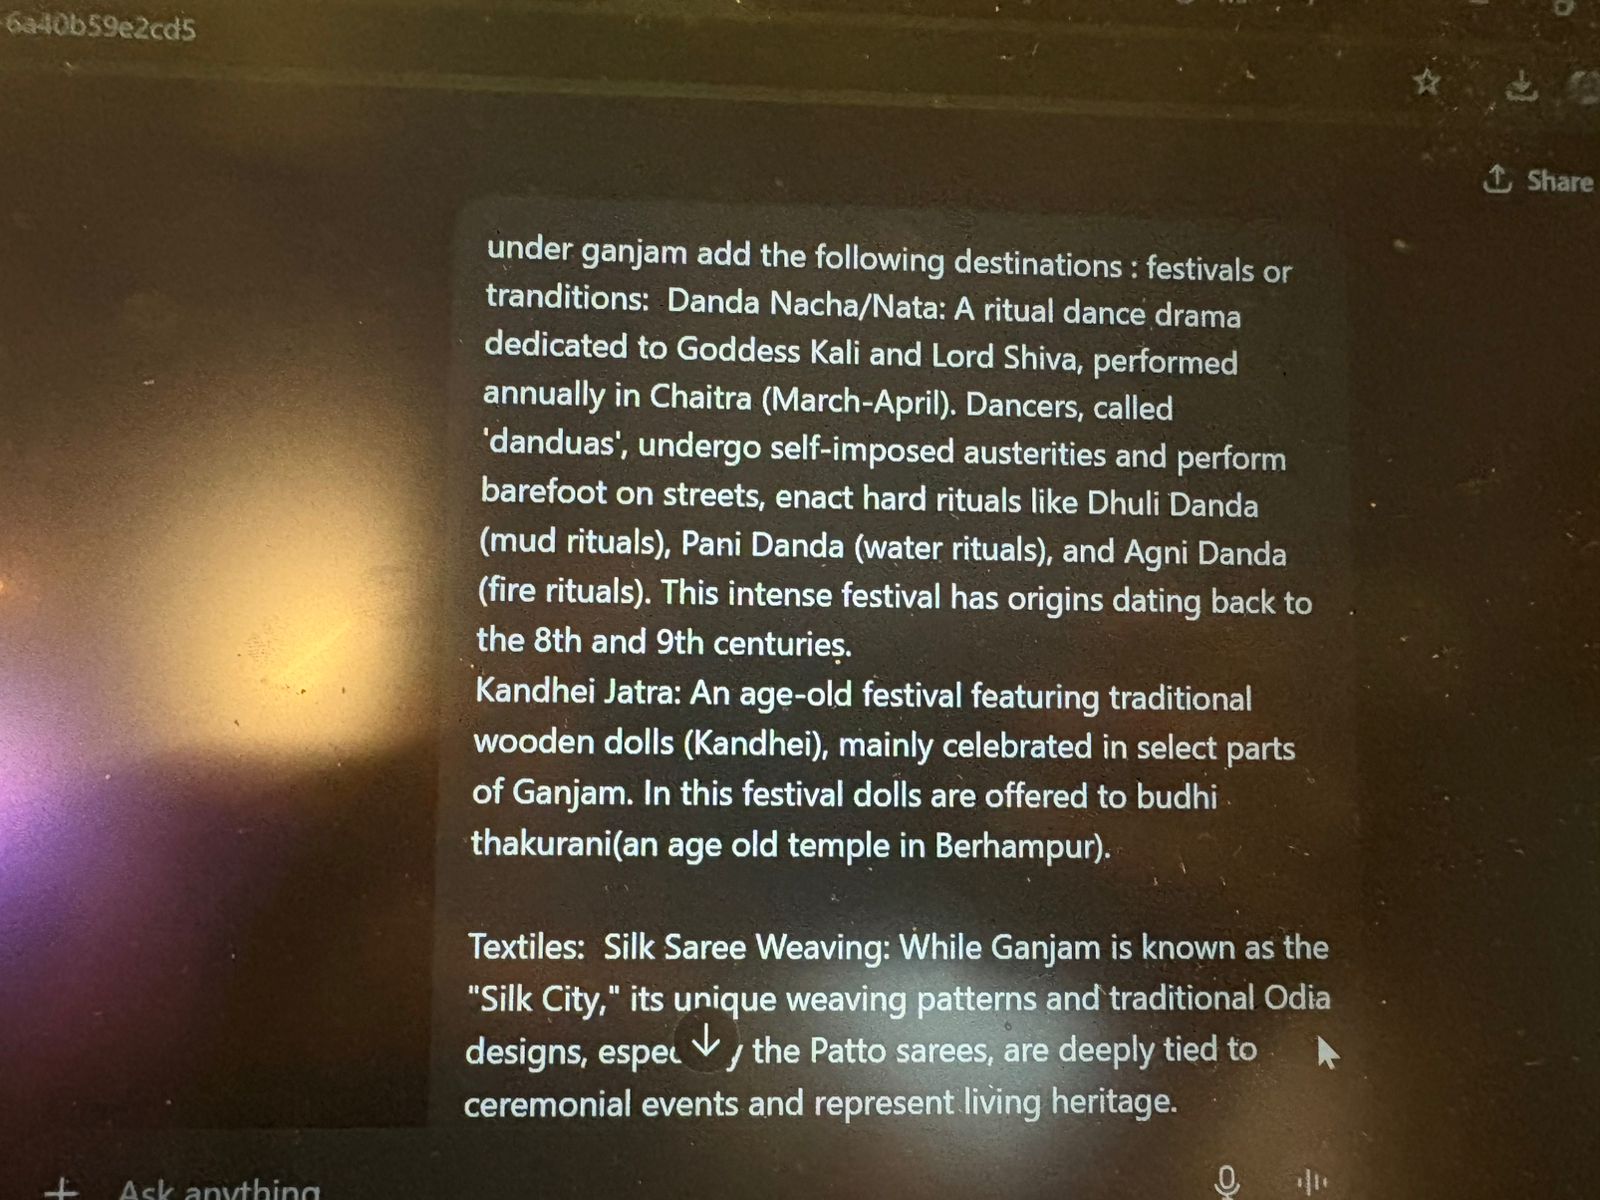 6a40b59e2cd5
Share
under ganjam add the following destinations : festivals or
tranditions:  Danda Nacha/Nata: A ritual dance drama
dedicated to Goddess Kali and Lord Shiva, performed
annually in Chaitra (March-April). Dancers, called
'danduas', undergo self-imposed austerities and perform
barefoot on streets, enact hard rituals like Dhuli Danda
(mud rituals), Pani Danda (water rituals), and Agni Danda
(fire rituals). This intense festival has origins dating back to
the 8th and 9th centuries.
Kandhei Jatra: An age-old festival featuring traditional
wooden dolls (Kandhei), mainly celebrated in select parts
of Ganjam. In this festival dolls are offered to budhi
thakurani(an age old temple in Berhampur).
Textiles:  Silk Saree Weaving: While Ganjam is known as the
"Silk City," its unique weaving patterns and traditional Odia
designs, the Patto sarees, are deeply tied to
ceremonial events and represent living heritage.
Ask anything